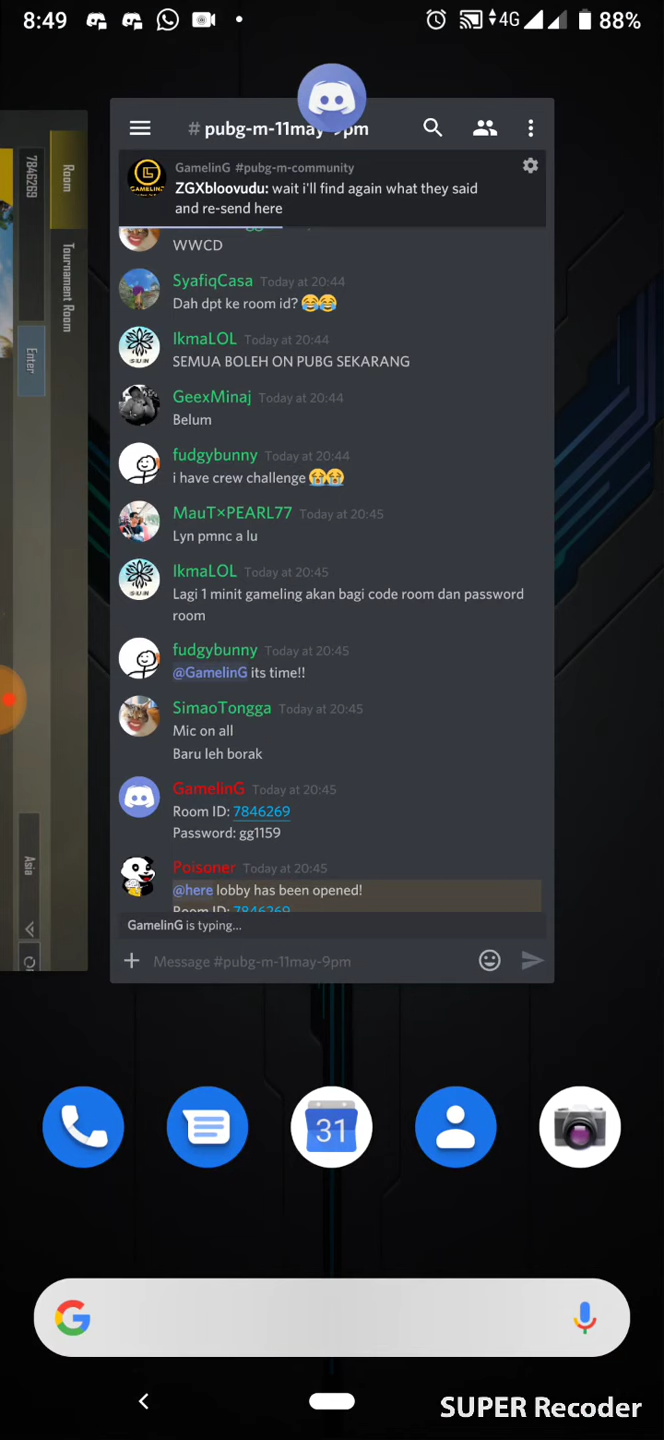 8:49
4G
88%
# pubg-m-11may-9pm
GamelinG #pubg-m-community
ZGXbloovudu: wait i'll find again what they said
and re-send here
WWCD
SyafiqCasa Today at 20:44
Dah dpt ke room id? 😂😂
IkmaLOL Today at 20:44
SEMUA BOLEH ON PUBG SEKARANG
GeexMinaj Today at 20:44
Belum
fudgybunny Today at 20:44
i have crew challenge 😭😭
MauT×PEARL77 Today at 20:45
Lyn pmnc a lu
IkmaLOL Today at 20:45
Lagi 1 minit gameling akan bagi code room dan password
room
fudgybunny Today at 20:45
@GamelinG its time!!
SimaoTongga Today at 20:45
Mic on all
Baru leh borak
GamelinG Today at 20:45
Room ID: 7846269
Password: gg1159
Poisoner Today at 20:45
@here lobby has been opened!
Room ID: 7846269
GamelinG is typing...
Message #pubg-m-11may-9pm
Room
Tournament Room
7846269
Enter
Asia
GAMELING
SUN
SUN
31
G
SUPER Recoder